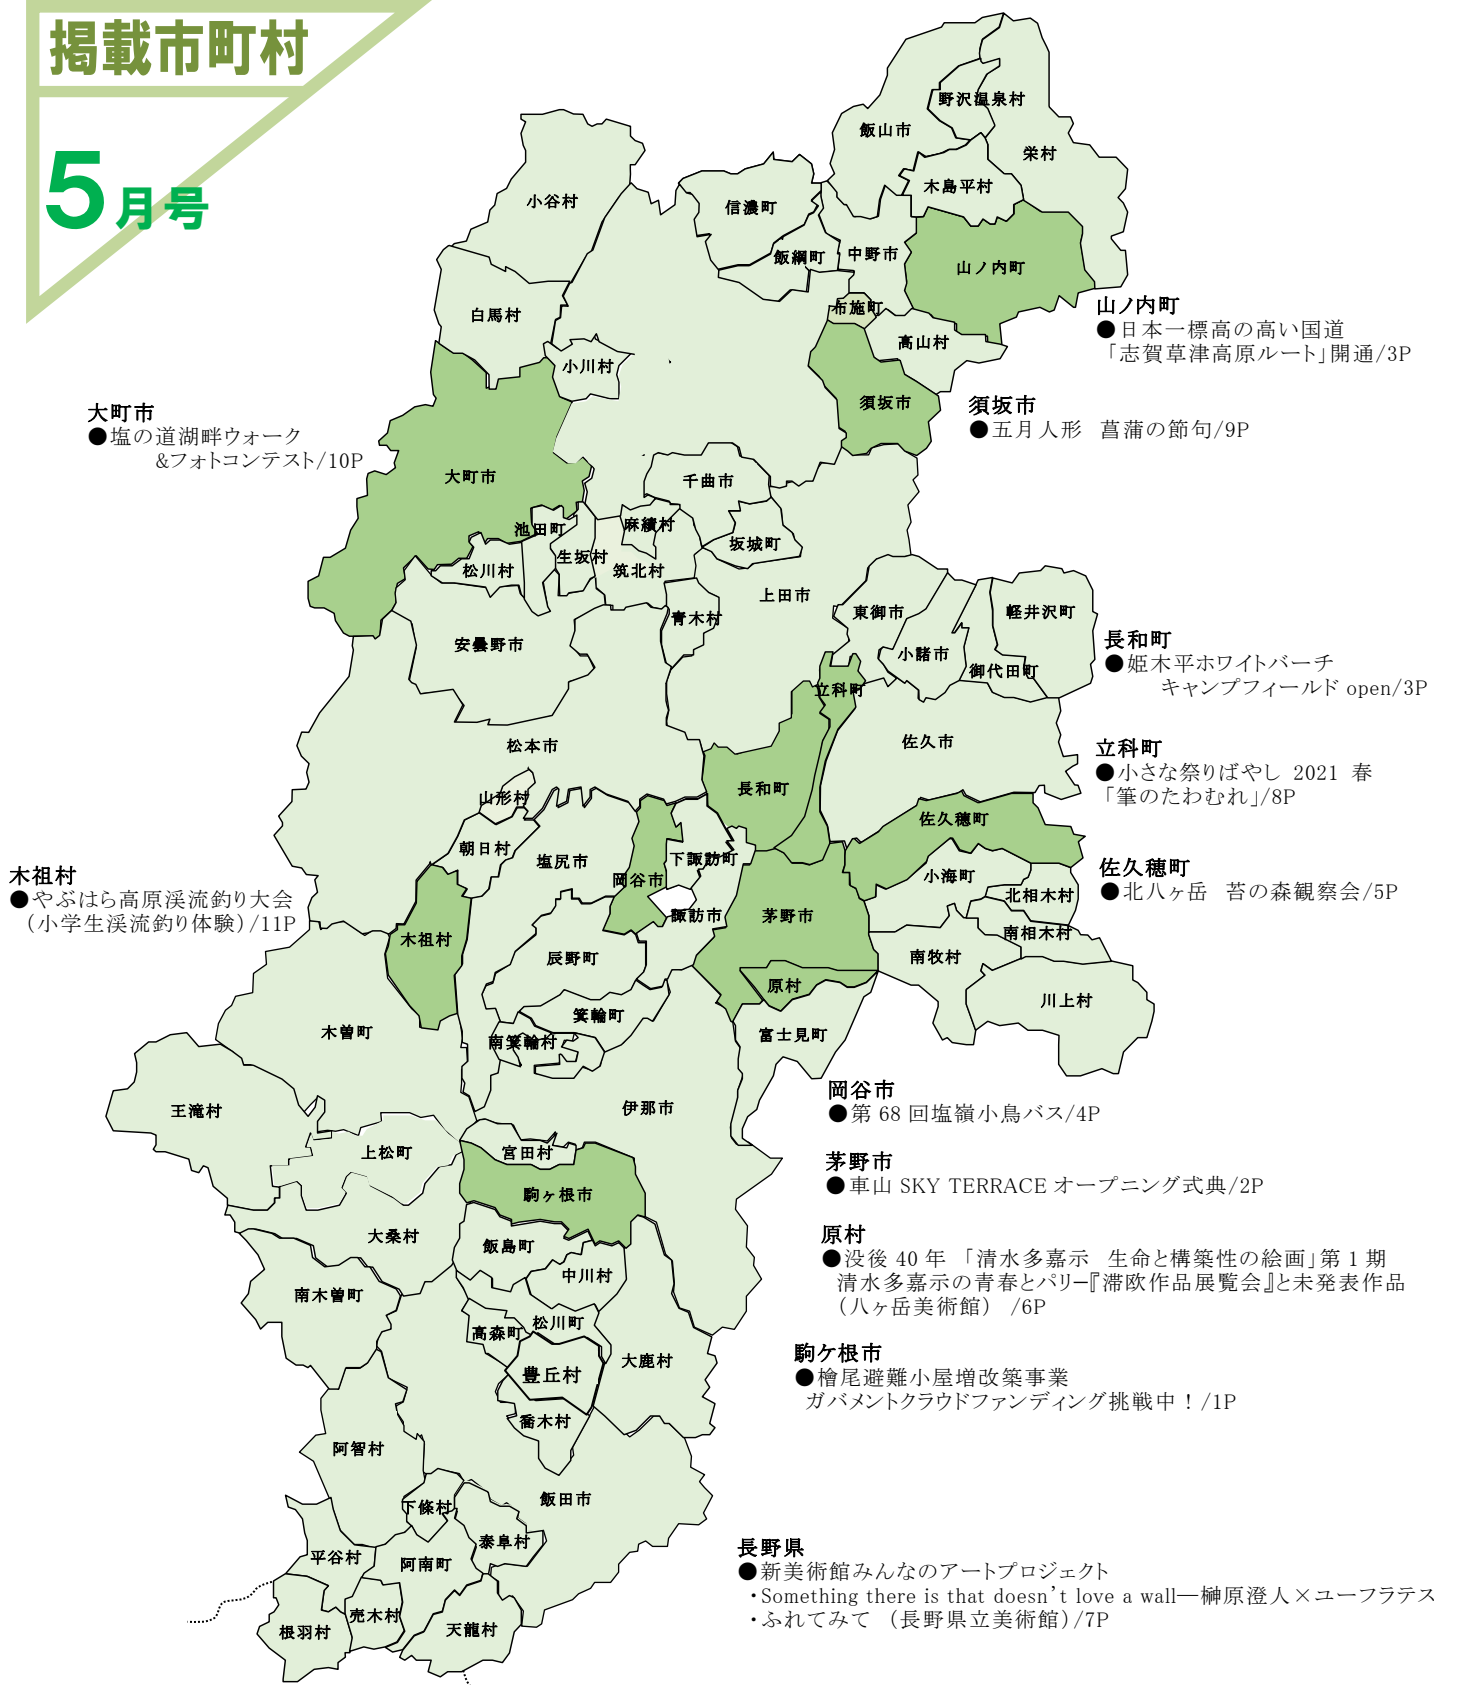 掲載市町村
5月号
野沢温泉村
飯山市
栄村
木島平村
小谷村
信濃町
飯綱町
中野市
山ノ内町
布施町
白馬村
高山村
小川村
須坂市
山ノ内町
●日本一標高の高い国道
「志賀草津高原ルート」開通/3P
須坂市
●五月人形 菖蒲の節句/9P
大町市
●塩の道湖畔ウォーク
&フォトコンテスト/10P
大町市
千曲市
池田町
麻績村
坂城町
生坂村
松川村
筑北村
上田市
青木村
東御市
軽井沢町
安曇野市
小諸市
御代田町
立科町
長和町
●姫木平ホワイトバーチ
キャンプフィールド open/3P
松本市
佐久市
立科町
●小さな祭りばやし 2021 春
「筆のたわむれ」/8P
長和町
山形村
佐久穂町
朝日村
塩尻市
下諏訪町
岡谷市
小海町
北相木村
佐久穂町
●北八ヶ岳 苔の森観察会/5P
木祖村
●やぶはら高原渓流釣り大会
(小学生渓流釣り体験)/11P
諏訪市
茅野市
木祖村
南相木村
辰野町
南牧村
原村
川上村
箕輪町
木曽町
南箕輪村
富士見町
王滝村
伊那市
岡谷市
●第 68 回塩嶺小鳥バス/4P
上松町
宮田村
茅野市
●車山 SKY TERRACE オープニング式典/2P
駒ヶ根市
大桑村
飯島町
原村
●没後 40 年 「清水多嘉示 生命と構築性の絵画」第 1 期
清水多嘉示の青春とパリー『滞欧作品展覧会』と未発表作品
(八ヶ岳美術館) /6P
中川村
南木曽町
松川町
高森町
大鹿村
豊丘村
駒ケ根市
●檜尾避難小屋増改築事業
ガバメントクラウドファンディング挑戦中!/1P
喬木村
阿智村
飯田市
下條村
泰阜村
平谷村
阿南町
長野県
●新美術館みんなのアートプロジェクト
・Something there is that doesn’t love a wall―榊原澄人×ユーフラテス
・ふれてみて (長野県立美術館)/7P
売木村
根羽村
天龍村